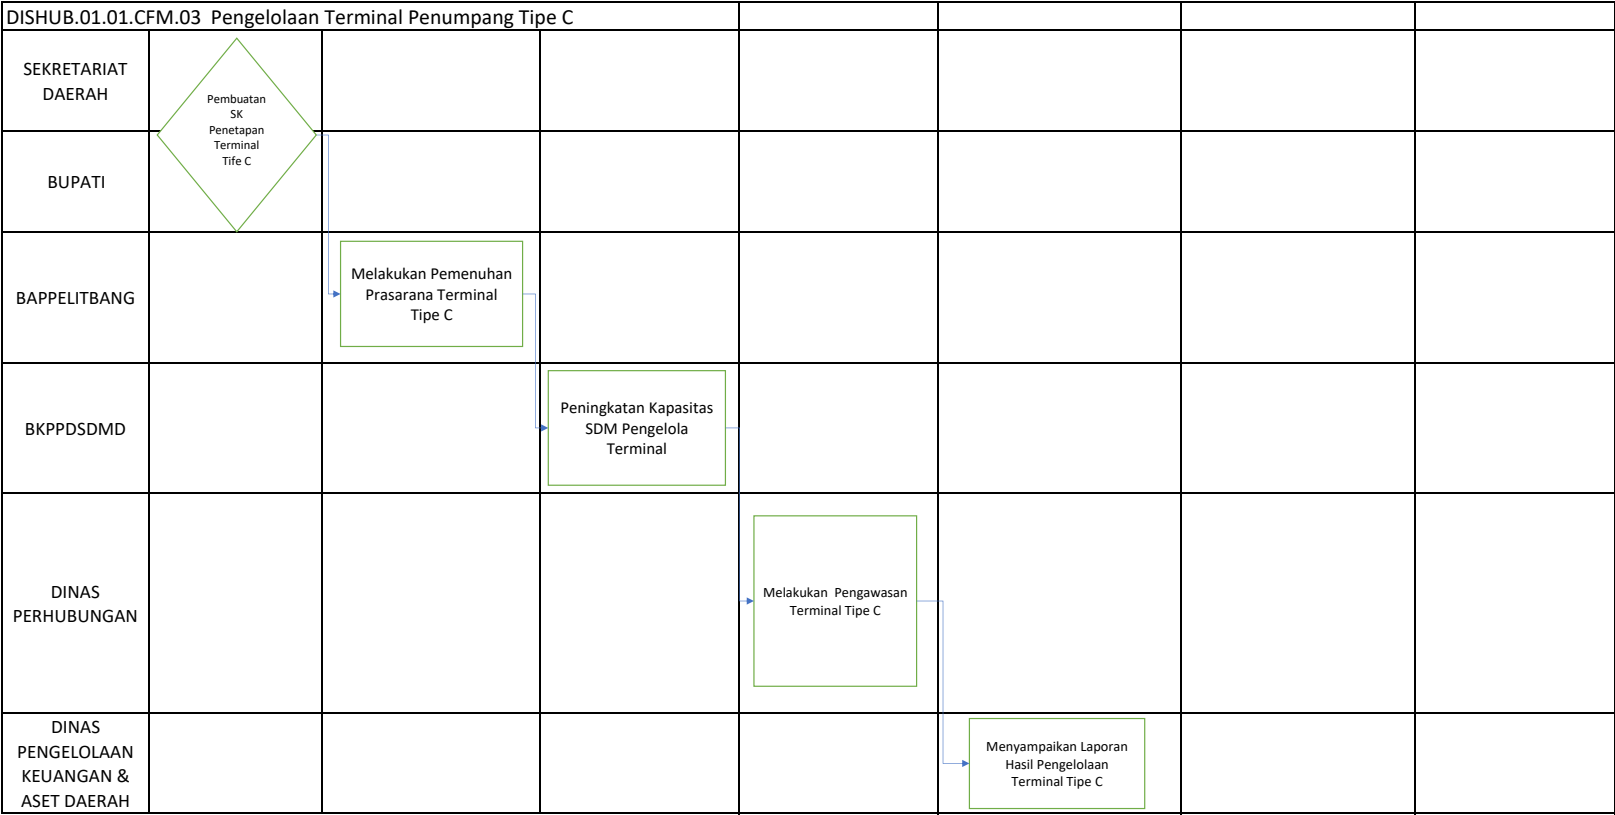 DISHUB.01.01.CFM.03 Pengelolaan Terminal Penumpang Tipe C
SEKRETARIAT
DAERAH
Pembuatan
SK
Penetapan
Terminal
Tife C
BUPATI
BAPPELITBANG
Melakukan Pemenuhan
Prasarana Terminal
Tipe C
BKPPDSDMD
Peningkatan Kapasitas
SDM Pengelola
Terminal
DINAS
PERHUBUNGAN
Melakukan Pengawasan
Terminal Tipe C
DINAS
PENGELOLAAN
KEUANGAN &
ASET DAERAH
Menyampaikan Laporan
Hasil Pengelolaan
Terminal Tipe C